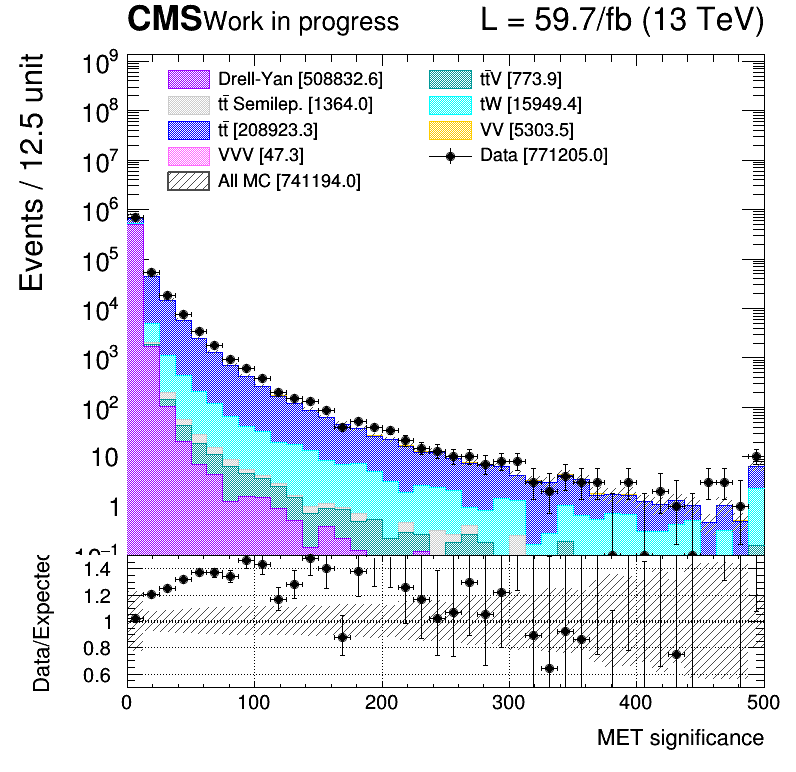 CMS Work in progress L = 59.7/fb (13 TeV)
Events / 12.5 unit
Drell-Yan [508832.6]
tt̄ Semilep. [1364.0]
tt̄ [208923.3]
VVV [47.3]
All MC [741194.0]
tt̄V [773.9]
tW [15949.4]
VV [5303.5]
Data [771205.0]
10⁹
10⁸
10⁷
10⁶
10⁵
10⁴
10³
10²
10
1
10⁻¹
Data/Expected
1.4
1.2
1
0.8
0.6
0 100 200 300 400 500
MET significance